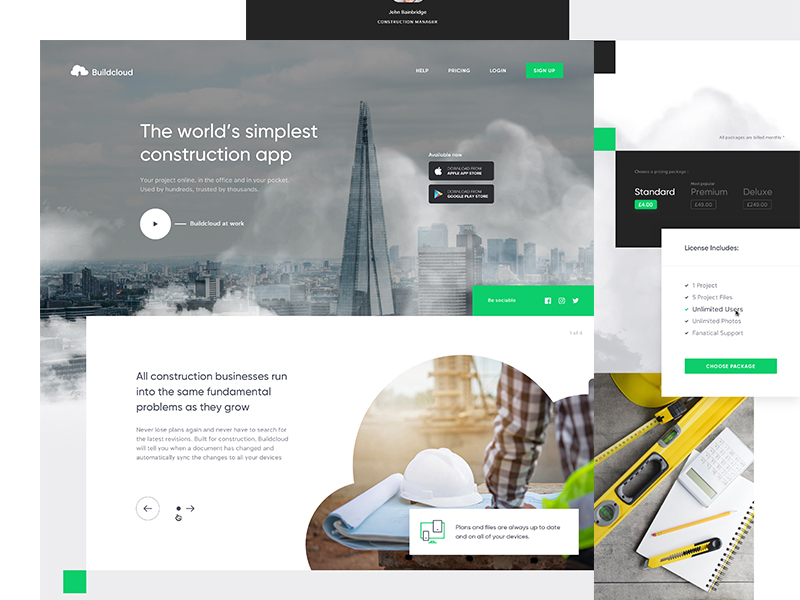 John Bainbridge
CONSTRUCTION MANAGER
Buildcloud
HELP
PRICING
LOGIN
SIGN UP
The world's simplest
construction app
Your project online, in the office and in your pocket.
Used by hundreds, trusted by thousands.
Buildcloud at work
Available now
DOWNLOAD FROM
APPLE APP STORE
DOWNLOAD FROM
GOOGLE PLAY STORE
Be sociable
1 of 4
All construction businesses run
into the same fundamental
problems as they grow
Never lose plans again and never have to search for
the latest revisions. Built for construction, Buildcloud
will tell you when a document has changed and
automatically sync the changes to all your devices
Plans and files are always up to date
and on all of your devices.
All packages are billed monthly *
Choose a pricing package :
Standard
£4.00
Most popular
Premium
£49.00
Deluxe
£249.00
License Includes:
1 Project
5 Project Files
Unlimited Users
Unlimited Photos
Fanatical Support
CHOOSE PACKAGE